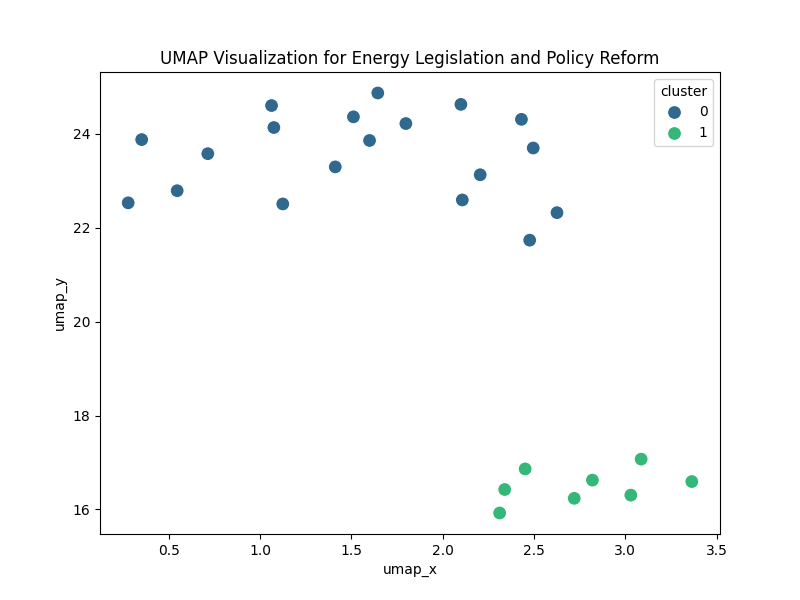 UMAP Visualization for Energy Legislation and Policy Reform
cluster
0
1
24
22
20
18
16
umap_y
0.5 1.0 1.5 2.0 2.5 3.0 3.5
umap_x